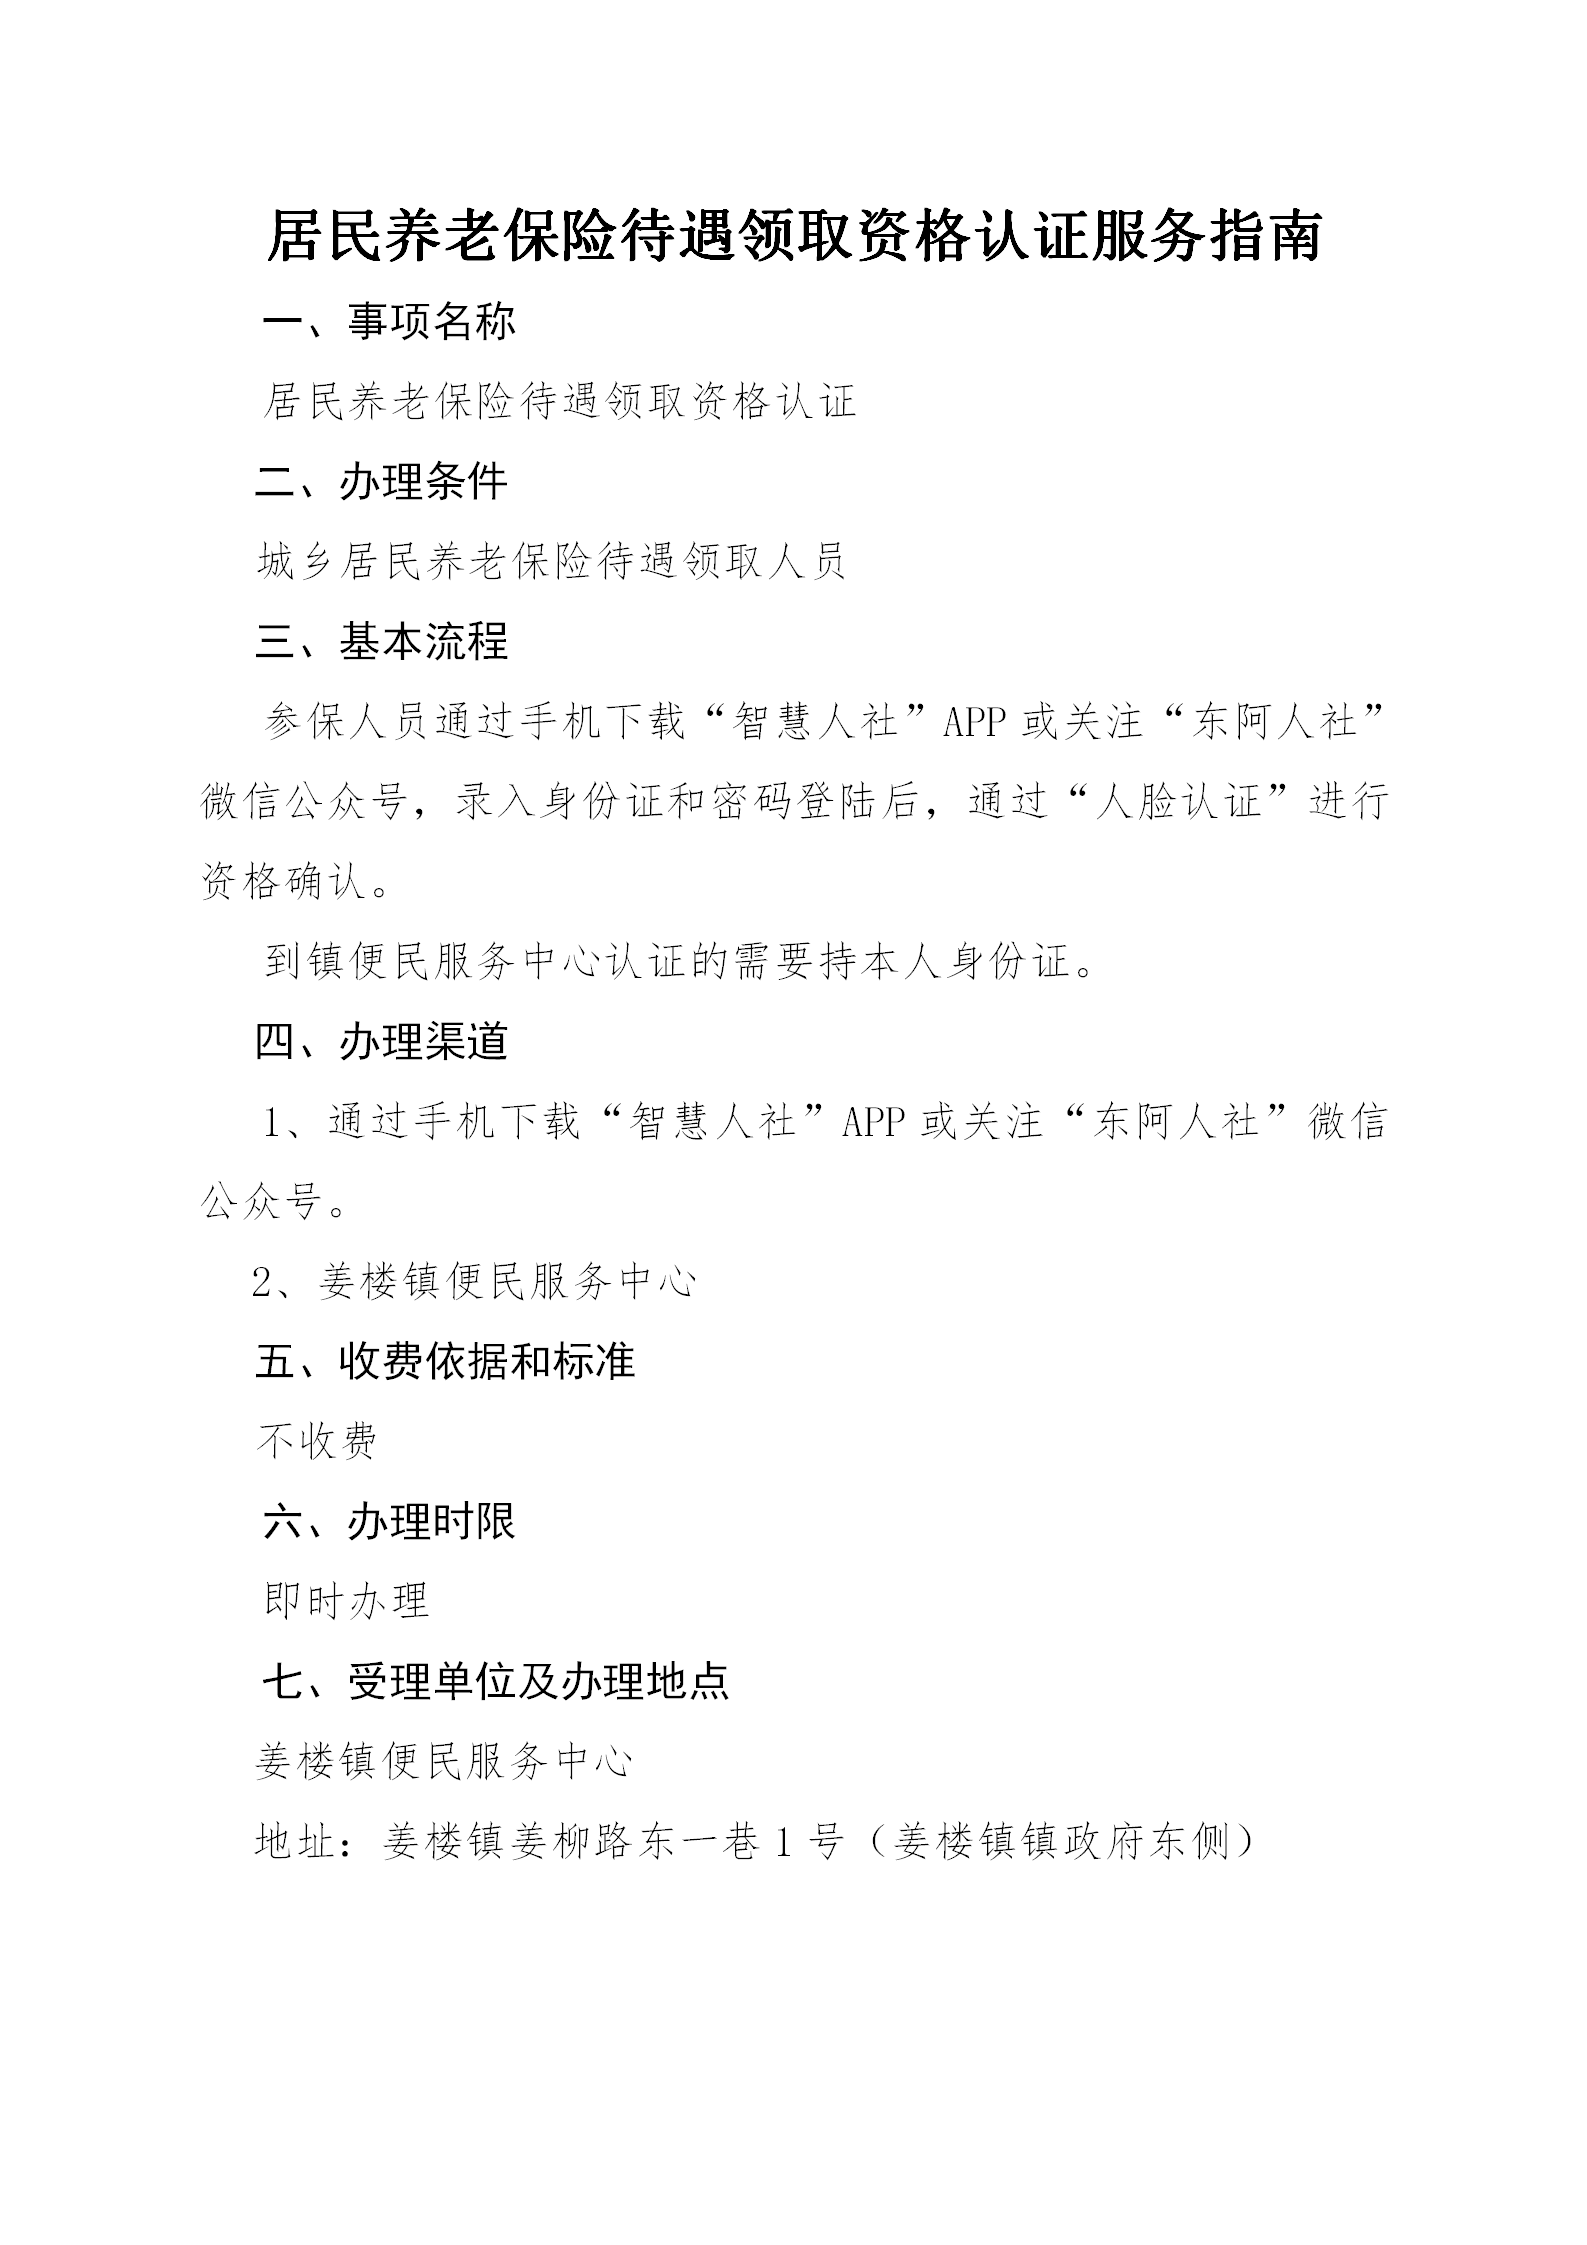 居民养老保险待遇领取资格认证服务指南
一、事项名称
居民养老保险待遇领取资格认证
二、办理条件
城乡居民养老保险待遇领取人员
三、基本流程
参保人员通过手机下载“智慧人社”APP或关注“东阿人社”
微信公众号，录入身份证和密码登陆后，通过“人脸认证”进行
资格确认。
到镇便民服务中心认证的需要持本人身份证。
四、办理渠道
1、通过手机下载“智慧人社”APP或关注“东阿人社”微信
公众号。
2、姜楼镇便民服务中心
五、收费依据和标准
不收费
六、办理时限
即时办理
七、受理单位及办理地点
姜楼镇便民服务中心
地址：姜楼镇姜柳路东一巷1号（姜楼镇镇政府东侧）